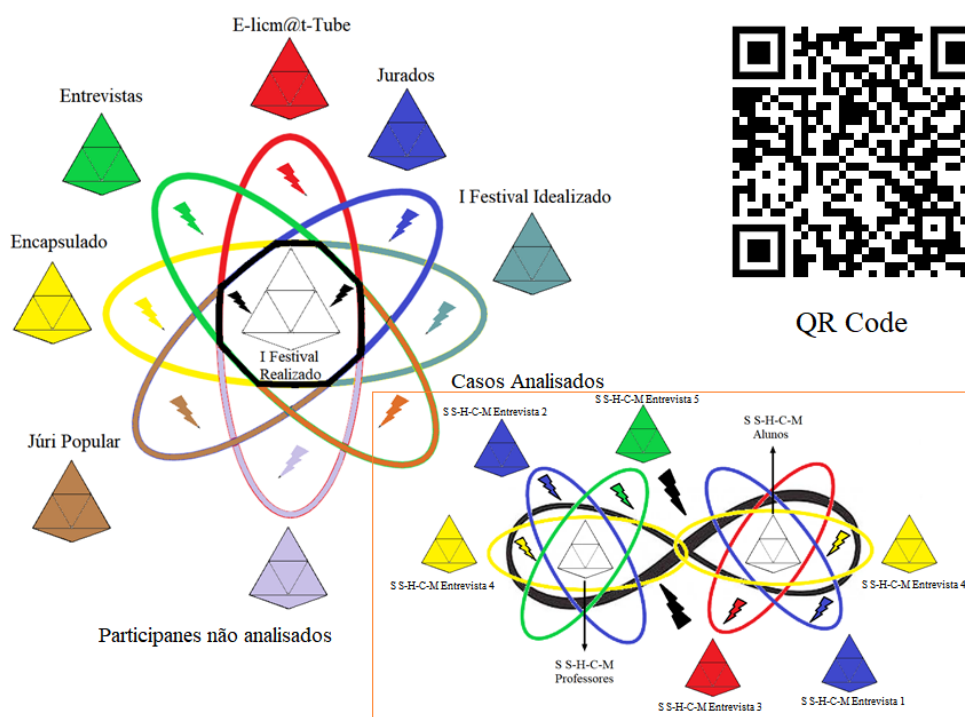 E-licm@t-Tube
Jurados
Entrevistas
I Festival Idealizado
Encapsulado
I Festival
Realizado
QR Code
Casos Analisados
S S-H-C-M Entrevista 2
S S-H-C-M Entrevista 5
S S-H-C-M
Alunos
Júri Popular
S S-H-C-M Entrevista 4
S S-H-C-M Entrevista 4
Participanes não analisados
S S-H-C-M
Professores
S S-H-C-M Entrevista 3
S S-H-C-M Entrevista 1